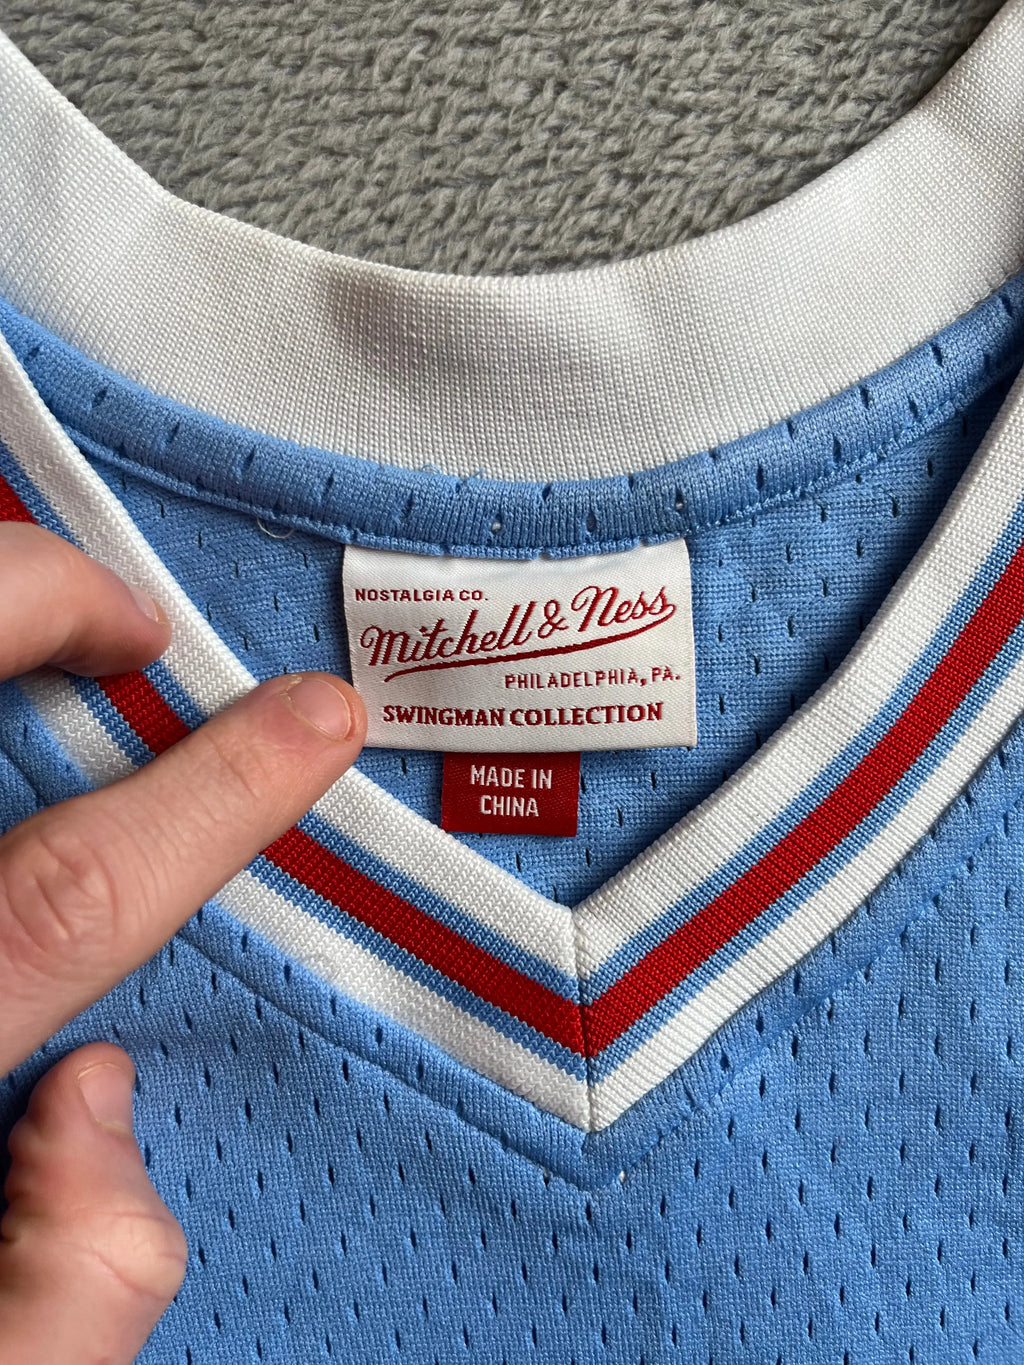 NOSTALGIA CO.
Mitchell & Ness
PHILADELPHIA, PA.
SWINGMAN COLLECTION
MADE IN
CHINA